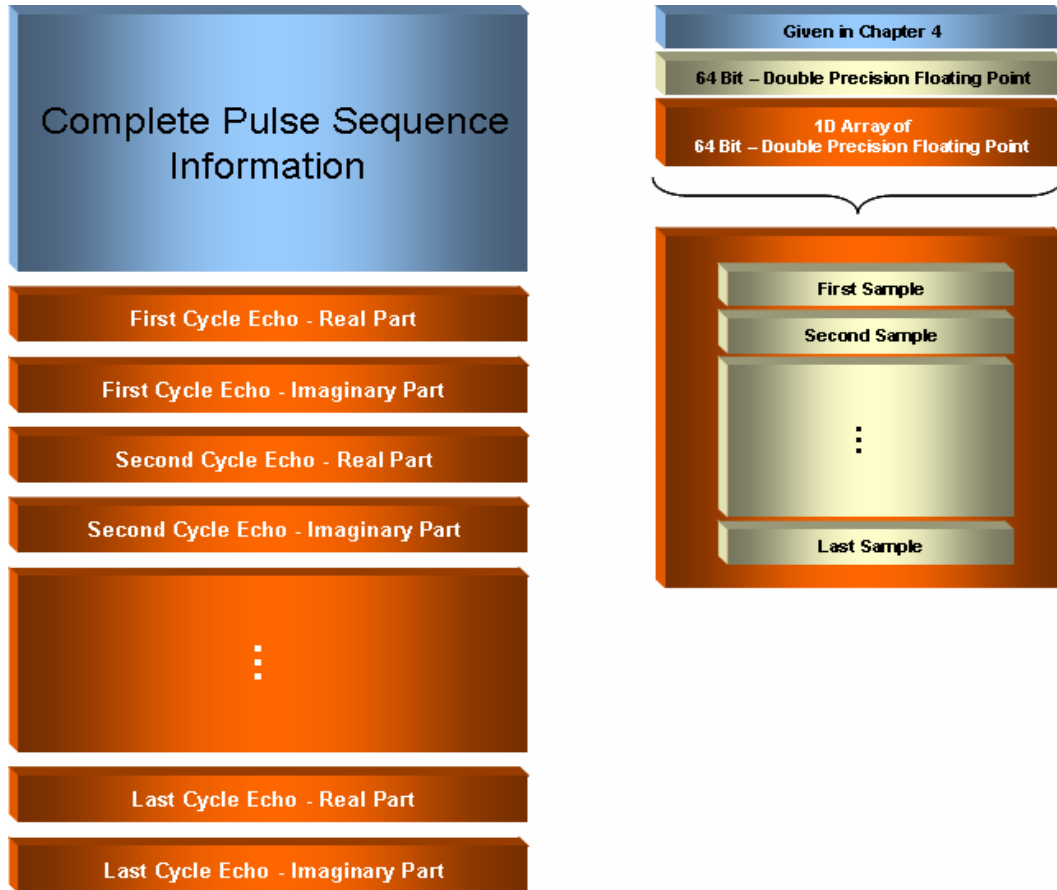 Complete Pulse Sequence
Information
First Cycle Echo - Real Part
First Cycle Echo - Imaginary Part
Second Cycle Echo - Real Part
Second Cycle Echo - Imaginary Part
⋮
Last Cycle Echo - Real Part
Last Cycle Echo - Imaginary Part
Given in Chapter 4
64 Bit – Double Precision Floating Point
1D Array of
64 Bit – Double Precision Floating Point
First Sample
Second Sample
⋮
Last Sample